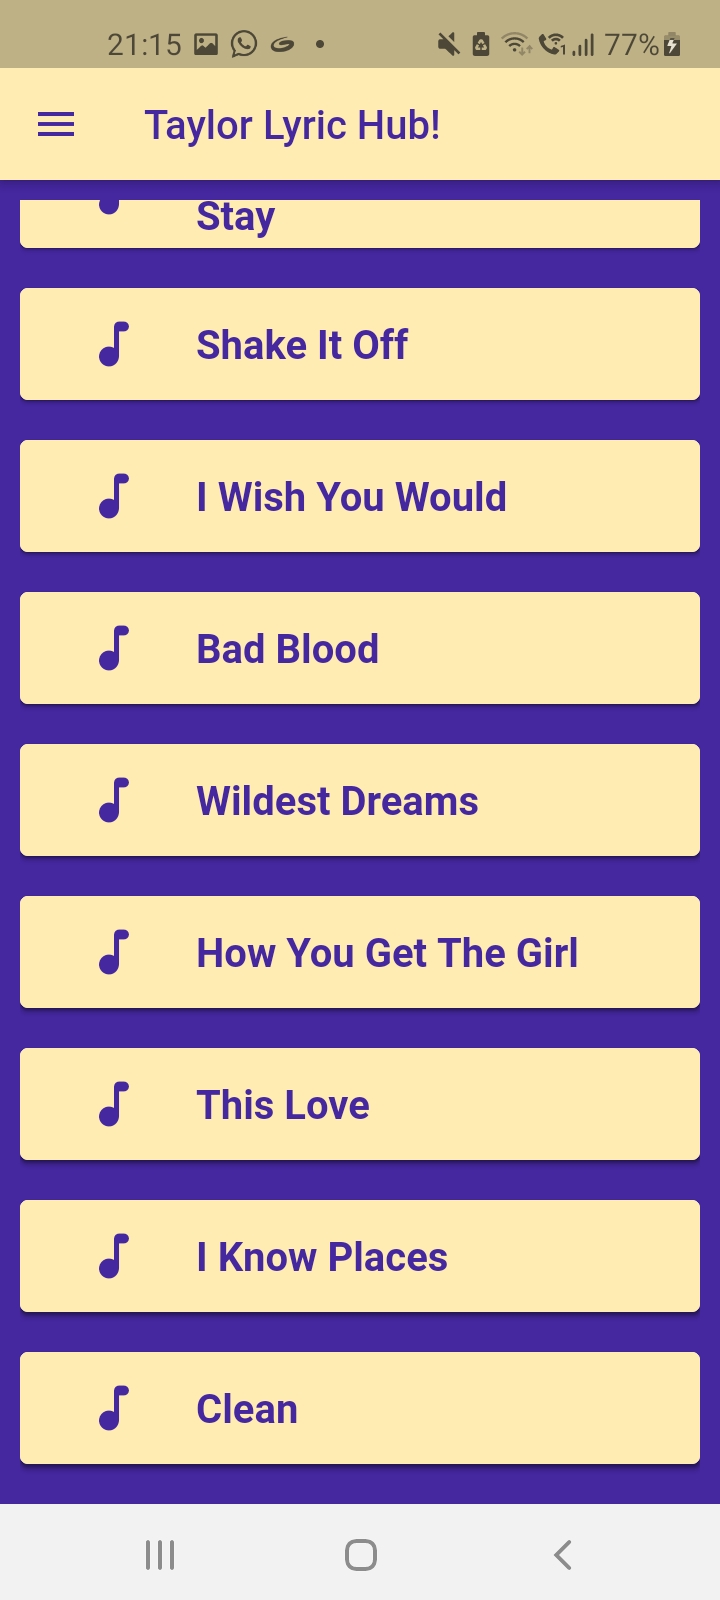 21:15 77%
Taylor Lyric Hub!
Stay
Shake It Off
I Wish You Would
Bad Blood
Wildest Dreams
How You Get The Girl
This Love
I Know Places
Clean